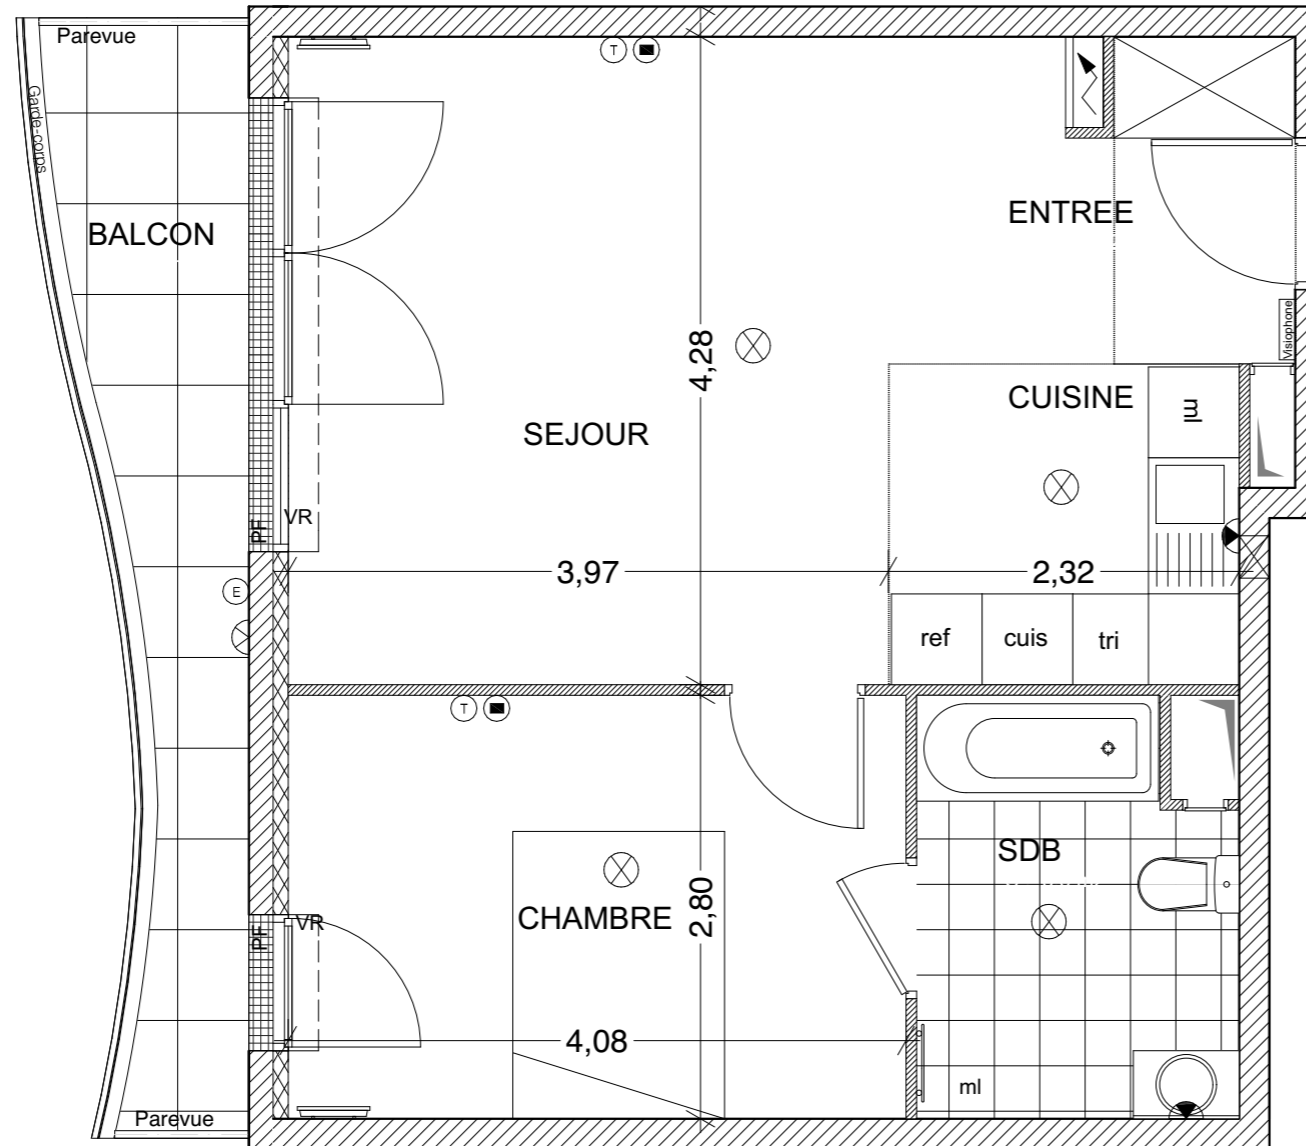 Parevue
Garde-corps
T
BALCON
ENTREE
Visiophone
4,28
CUISINE
ml
SEJOUR
VR
PF
3,97
2,32
E
ref
cuis
tri
T
SDB
2,80
CHAMBRE
VR
PF
4,08
ml
Parevue